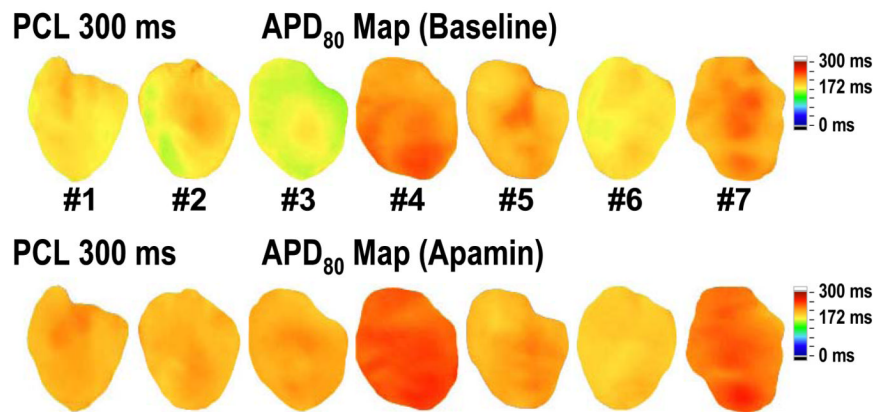 PCL 300 ms APD80 Map (Baseline)
300 ms
172 ms
0 ms
#1 #2 #3 #4 #5 #6 #7
PCL 300 ms APD80 Map (Apamin)
300 ms
172 ms
0 ms